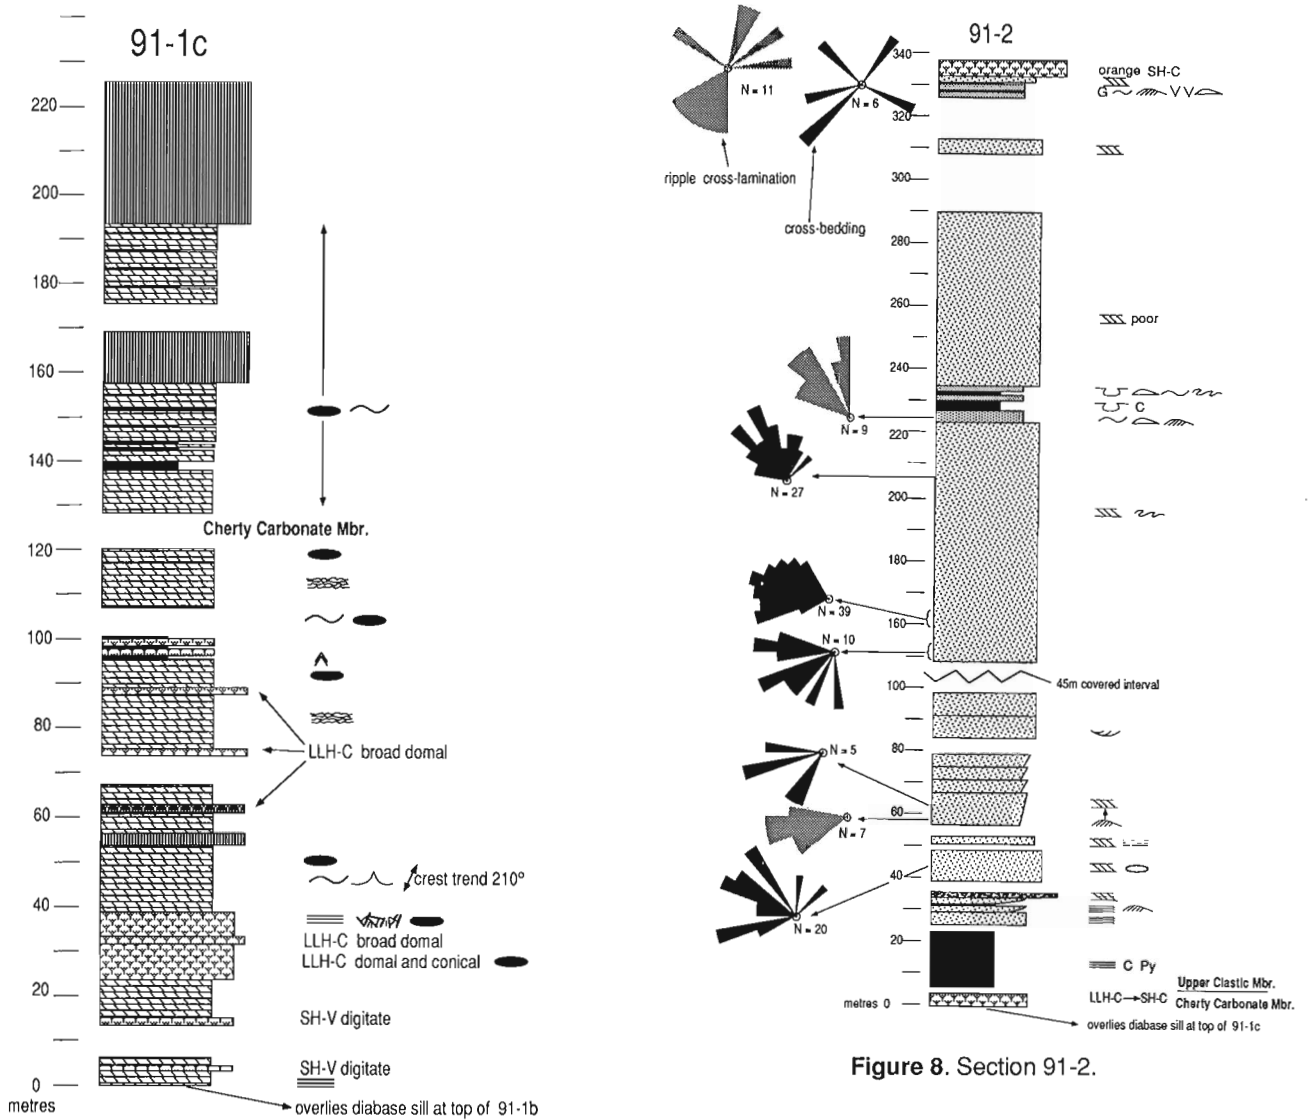 91-1c
220
200
180
160
140
Cherty Carbonate Mbr.
120
100
80
LLH-C broad domal
60
crest trend 210º
40
LLH-C broad domal
LLH-C domal and conical
20
SH-V digitate
SH-V digitate
0
metres
overlies diabase sill at top of 91-1b
91-2
340
orange SH-C
G V V
N = 11
N = 6
320
ripple cross-lamination
300
cross-bedding
280
260
poor
240
C
N = 9
220
N = 27
200
180
N = 39
160
N = 10
45m covered interval
100
N = 5
80
60
N = 7
40
N = 20
20
C Py
Upper Clastic Mbr.
metres 0
LLH-C→SH-C
Cherty Carbonate Mbr.
overlies diabase sill at top of 91-1c
Figure 8. Section 91-2.